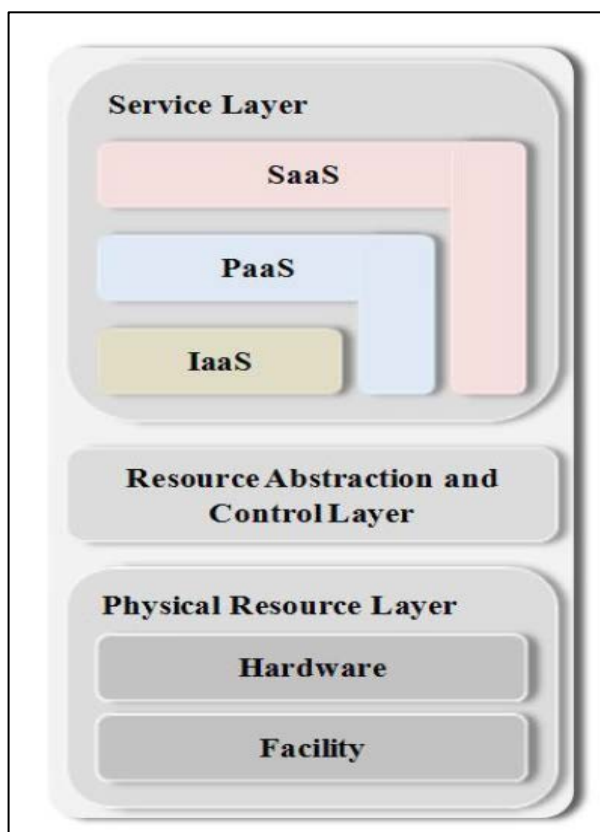 Service Layer
SaaS
PaaS
IaaS
Resource Abstraction and
Control Layer
Physical Resource Layer
Hardware
Facility